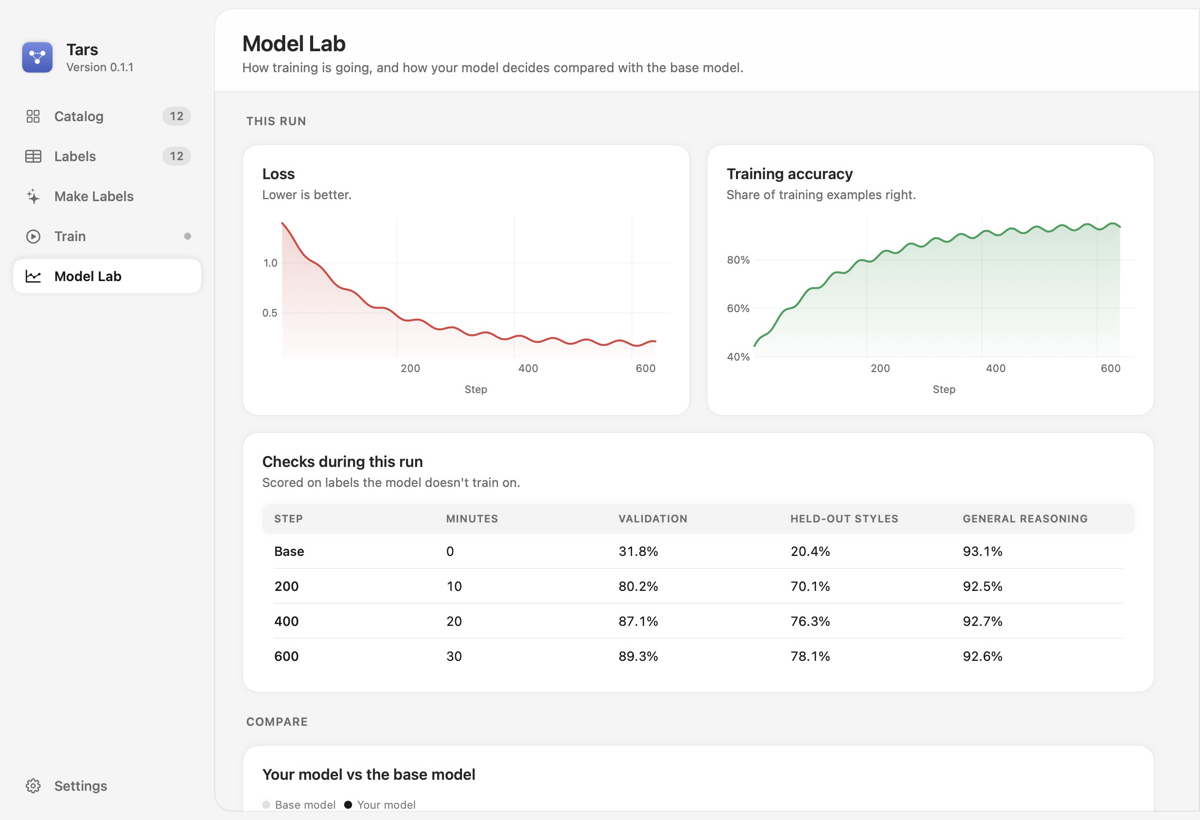 Tars
Version 0.1.1
Catalog 12
Labels 12
Make Labels
Train
Model Lab
Settings
Model Lab
How training is going, and how your model decides compared with the base model.
THIS RUN
Loss
Lower is better.
1.0
0.5
200 400 600
Step
Training accuracy
Share of training examples right.
80%
60%
40%
200 400 600
Step
Checks during this run
Scored on labels the model doesn't train on.
STEP MINUTES VALIDATION HELD-OUT STYLES GENERAL REASONING
Base 0 31.8% 20.4% 93.1%
200 10 80.2% 70.1% 92.5%
400 20 87.1% 76.3% 92.7%
600 30 89.3% 78.1% 92.6%
COMPARE
Your model vs the base model
Base model Your model